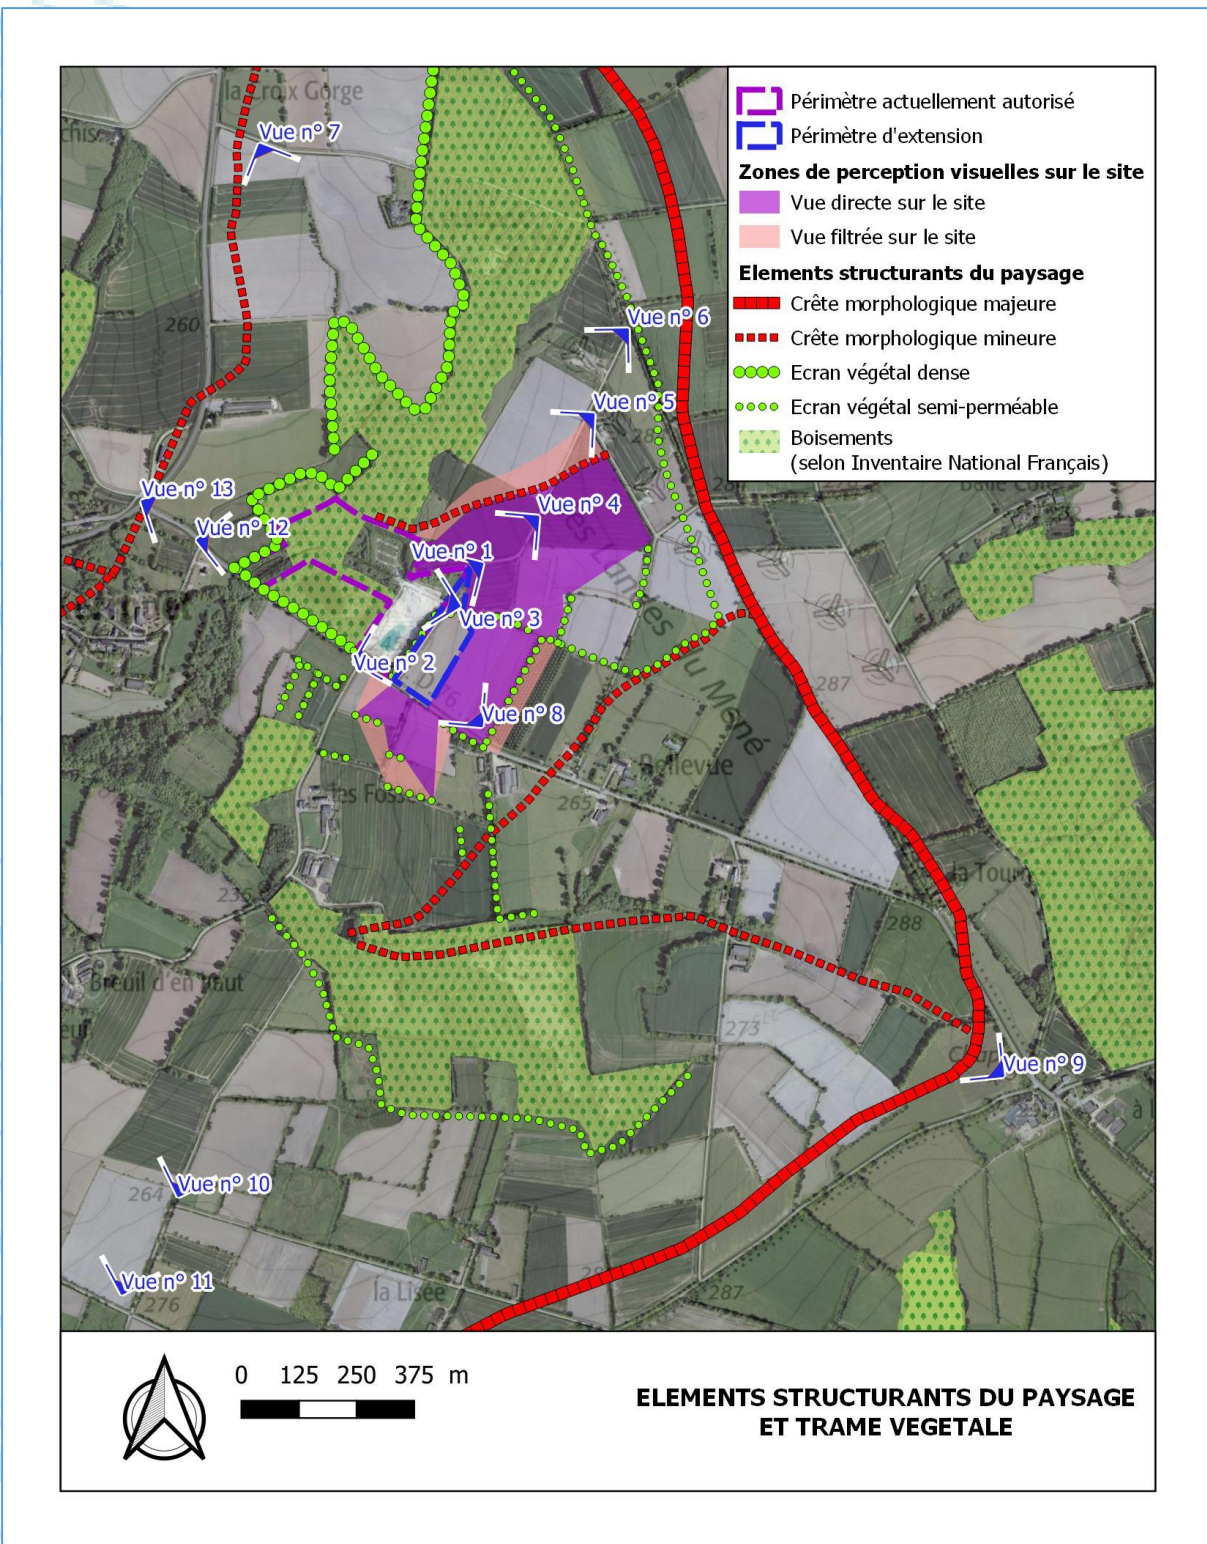 la Croix Gorge
Vue n° 7
Périmètre actuellement autorisé
Périmètre d'extension
Zones de perception visuelles sur le site
Vue directe sur le site
Vue filtrée sur le site
Elements structurants du paysage
Crête morphologique majeure
Crête morphologique mineure
Ecran végétal dense
Ecran végétal semi-perméable
Boisements
(selon Inventaire National Français)
260
Vue n° 6
Vue n° 5
Vue n° 13
Vue n° 12
Vue n° 4
Vue n° 1
Vue n° 3
Vue n° 2
Vue n° 8
Landes du Mené
287
Bellevue
265
les Fosse
la Tour
288
Breuil d'en haut
273
Vue n° 9
à l
Vue n° 10
264
Vue n° 11
276
la Lisée
287
0 125 250 375 m
ELEMENTS STRUCTURANTS DU PAYSAGE
ET TRAME VEGETALE